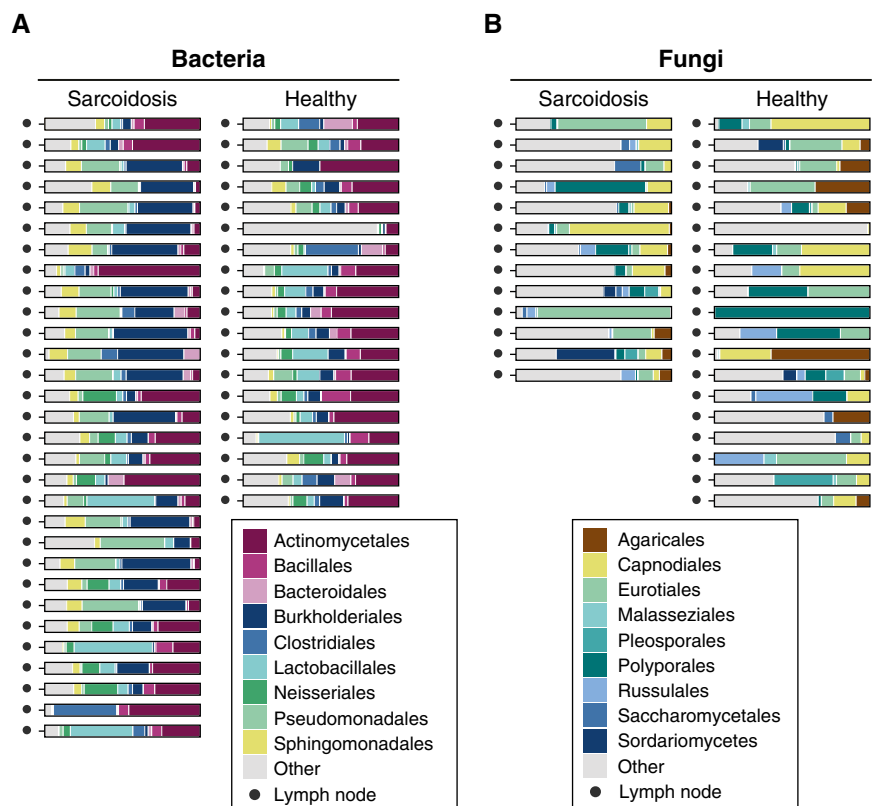 A
Bacteria
Sarcoidosis
Healthy
Actinomycetales
Bacillales
Bacteroidales
Burkholderiales
Clostridiales
Lactobacillales
Neisseriales
Pseudomonadales
Sphingomonadales
Other
Lymph node
B
Fungi
Sarcoidosis
Healthy
Agaricales
Capnodiales
Eurotiales
Malasseziales
Pleosporales
Polyporales
Russulales
Saccharomycetales
Sordariomycetes
Other
Lymph node